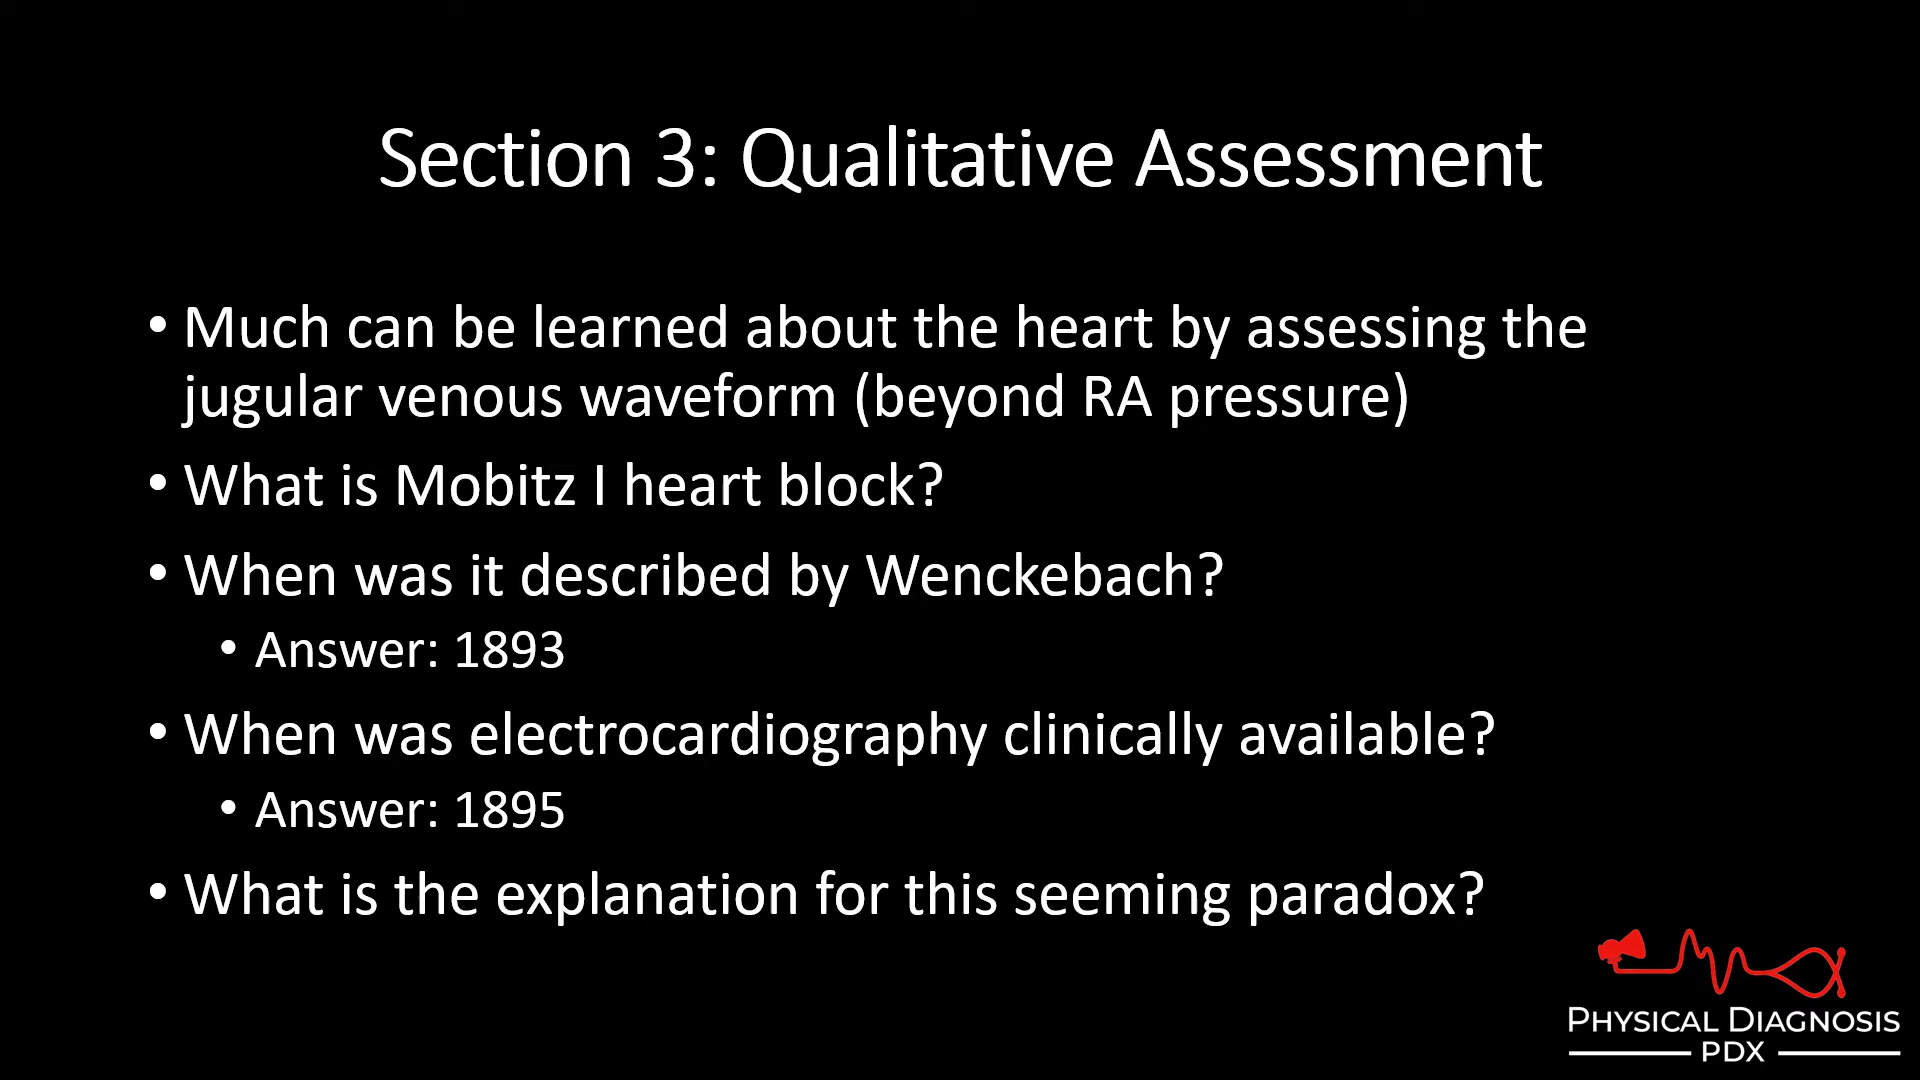 Section 3: Qualitative Assessment
• Much can be learned about the heart by assessing the
jugular venous waveform (beyond RA pressure)
• What is Mobitz I heart block?
• When was it described by Wenckebach?
• Answer: 1893
• When was electrocardiography clinically available?
• Answer: 1895
• What is the explanation for this seeming paradox?
PHYSICAL DIAGNOSIS
PDX